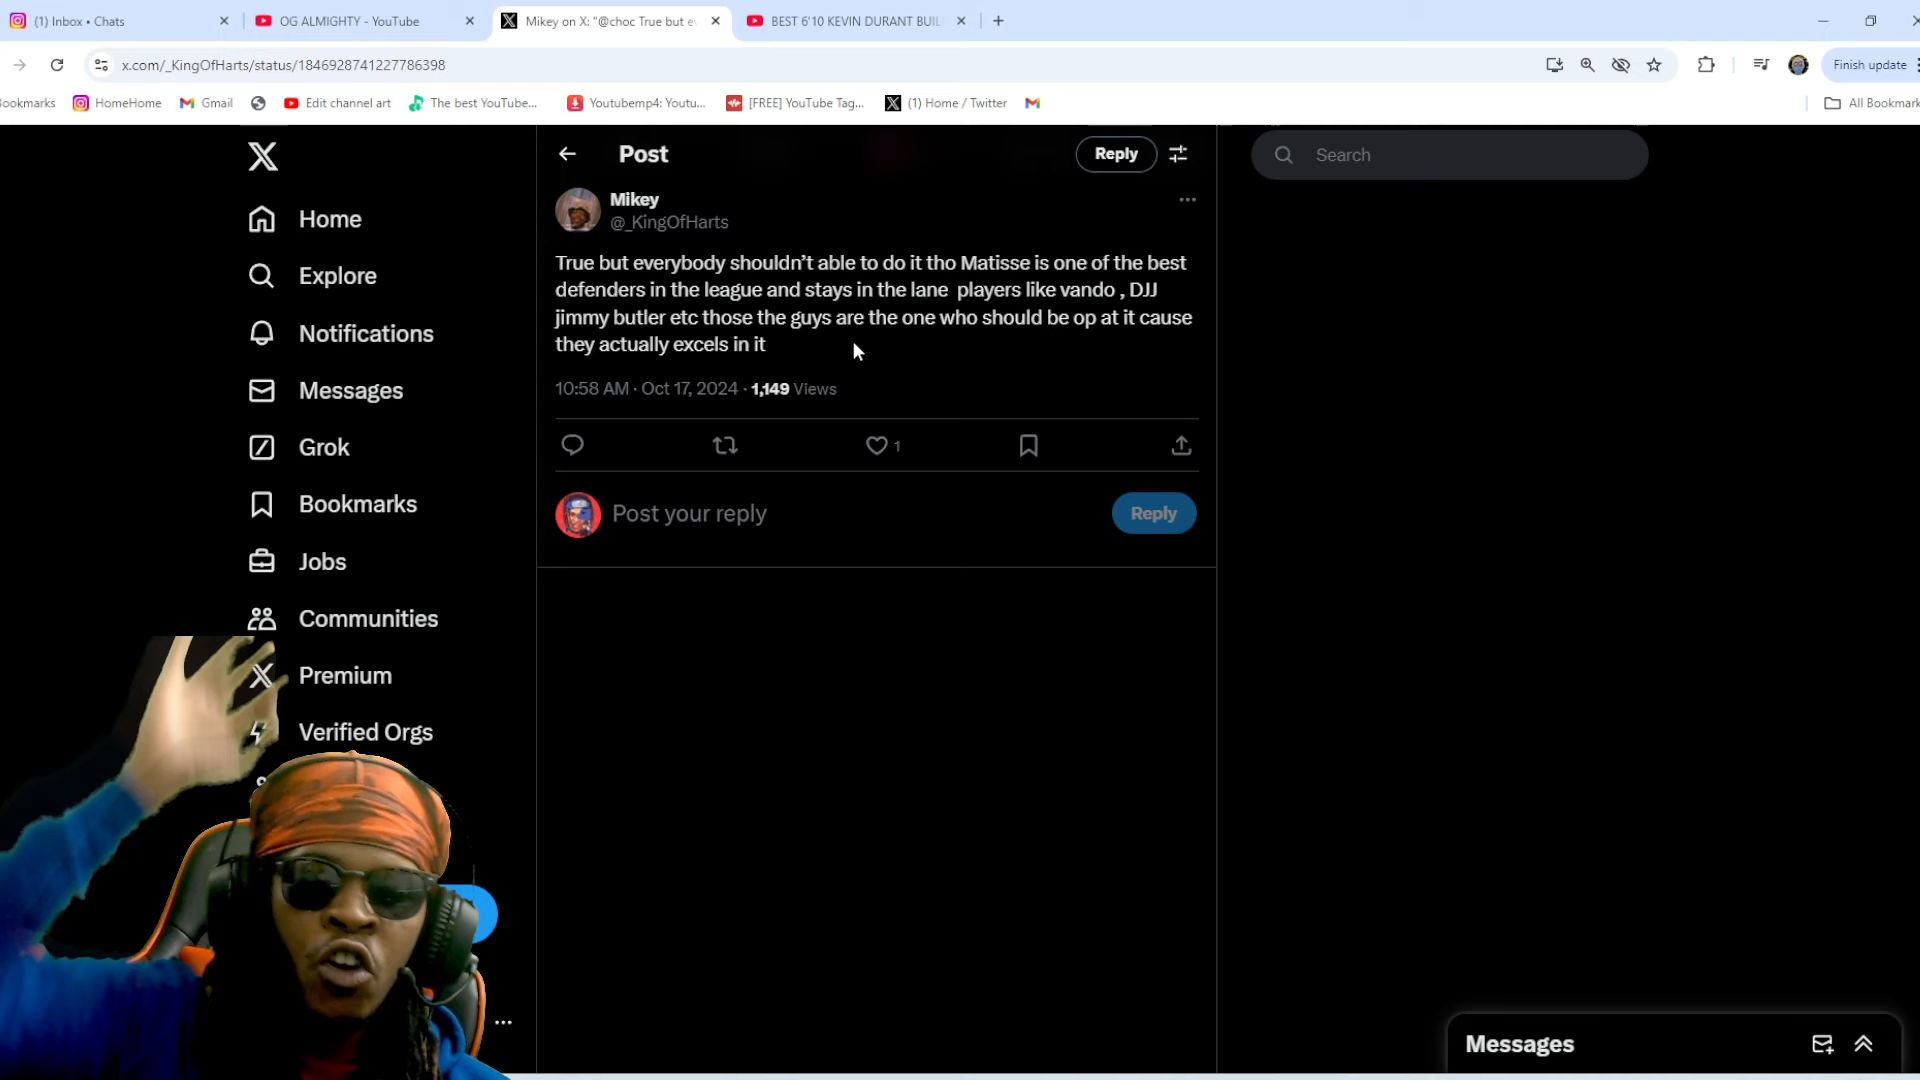 (1) Inbox • Chats
OG ALMIGHTY - YouTube
Mikey on X: "@choc True but e
BEST 6'10 KEVIN DURANT BUIL
x.com/_KingOfHarts/status/1846928741227786398
Finish update
Bookmarks
HomeHome
Gmail
Edit channel art
The best YouTube...
Youtubemp4: Youtu...
[FREE] YouTube Tag...
(1) Home / Twitter
All Bookmark
Post
Reply
Search
Mikey
@_KingOfHarts
True but everybody shouldn’t able to do it tho Matisse is one of the best
defenders in the league and stays in the lane players like vando , DJJ
jimmy butler etc those the guys are the one who should be op at it cause
they actually excels in it
10:58 AM · Oct 17, 2024 · 1,149 Views
1
Post your reply
Reply
Home
Explore
Notifications
Messages
Grok
Bookmarks
Jobs
Communities
Premium
Verified Orgs
Messages